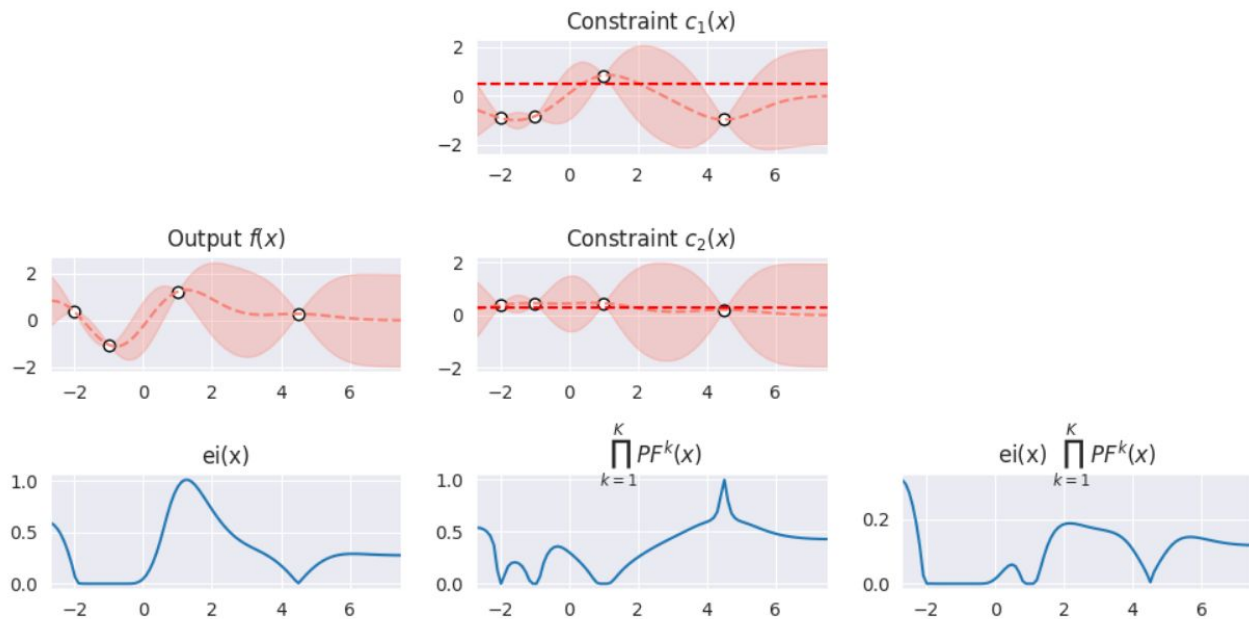 Constraint c₁(x)
2
0
−2
−2 0 2 4 6
Output f(x)
2
0
−2
−2 0 2 4 6
Constraint c₂(x)
2
0
−2
−2 0 2 4 6
ei(x)
1.0
0.5
0.0
−2 0 2 4 6
K
∏ PFᵏ(x)
k = 1
1.0
0.5
0.0
−2 0 2 4 6
K
ei(x) ∏ PFᵏ(x)
k = 1
0.2
0.0
−2 0 2 4 6